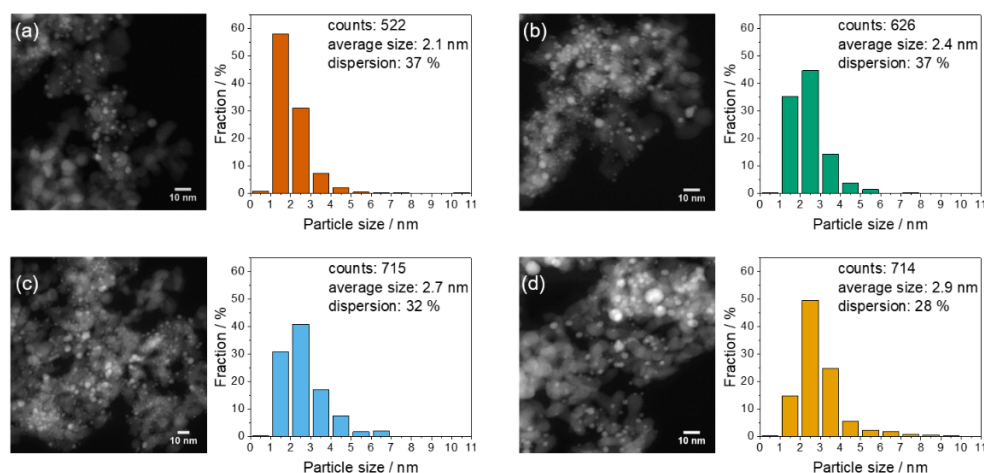 (a)
10 nm
counts: 522
average size: 2.1 nm
dispersion: 37 %
Fraction / %
60
50
40
30
20
10
0
0 1 2 3 4 5 6 7 8 9 10 11
Particle size / nm
(b)
10 nm
counts: 626
average size: 2.4 nm
dispersion: 37 %
Fraction / %
60
50
40
30
20
10
0
0 1 2 3 4 5 6 7 8 9 10 11
Particle size / nm
(c)
10 nm
counts: 715
average size: 2.7 nm
dispersion: 32 %
Fraction / %
60
50
40
30
20
10
0
0 1 2 3 4 5 6 7 8 9 10 11
Particle size / nm
(d)
10 nm
counts: 714
average size: 2.9 nm
dispersion: 28 %
Fraction / %
60
50
40
30
20
10
0
0 1 2 3 4 5 6 7 8 9 10 11
Particle size / nm